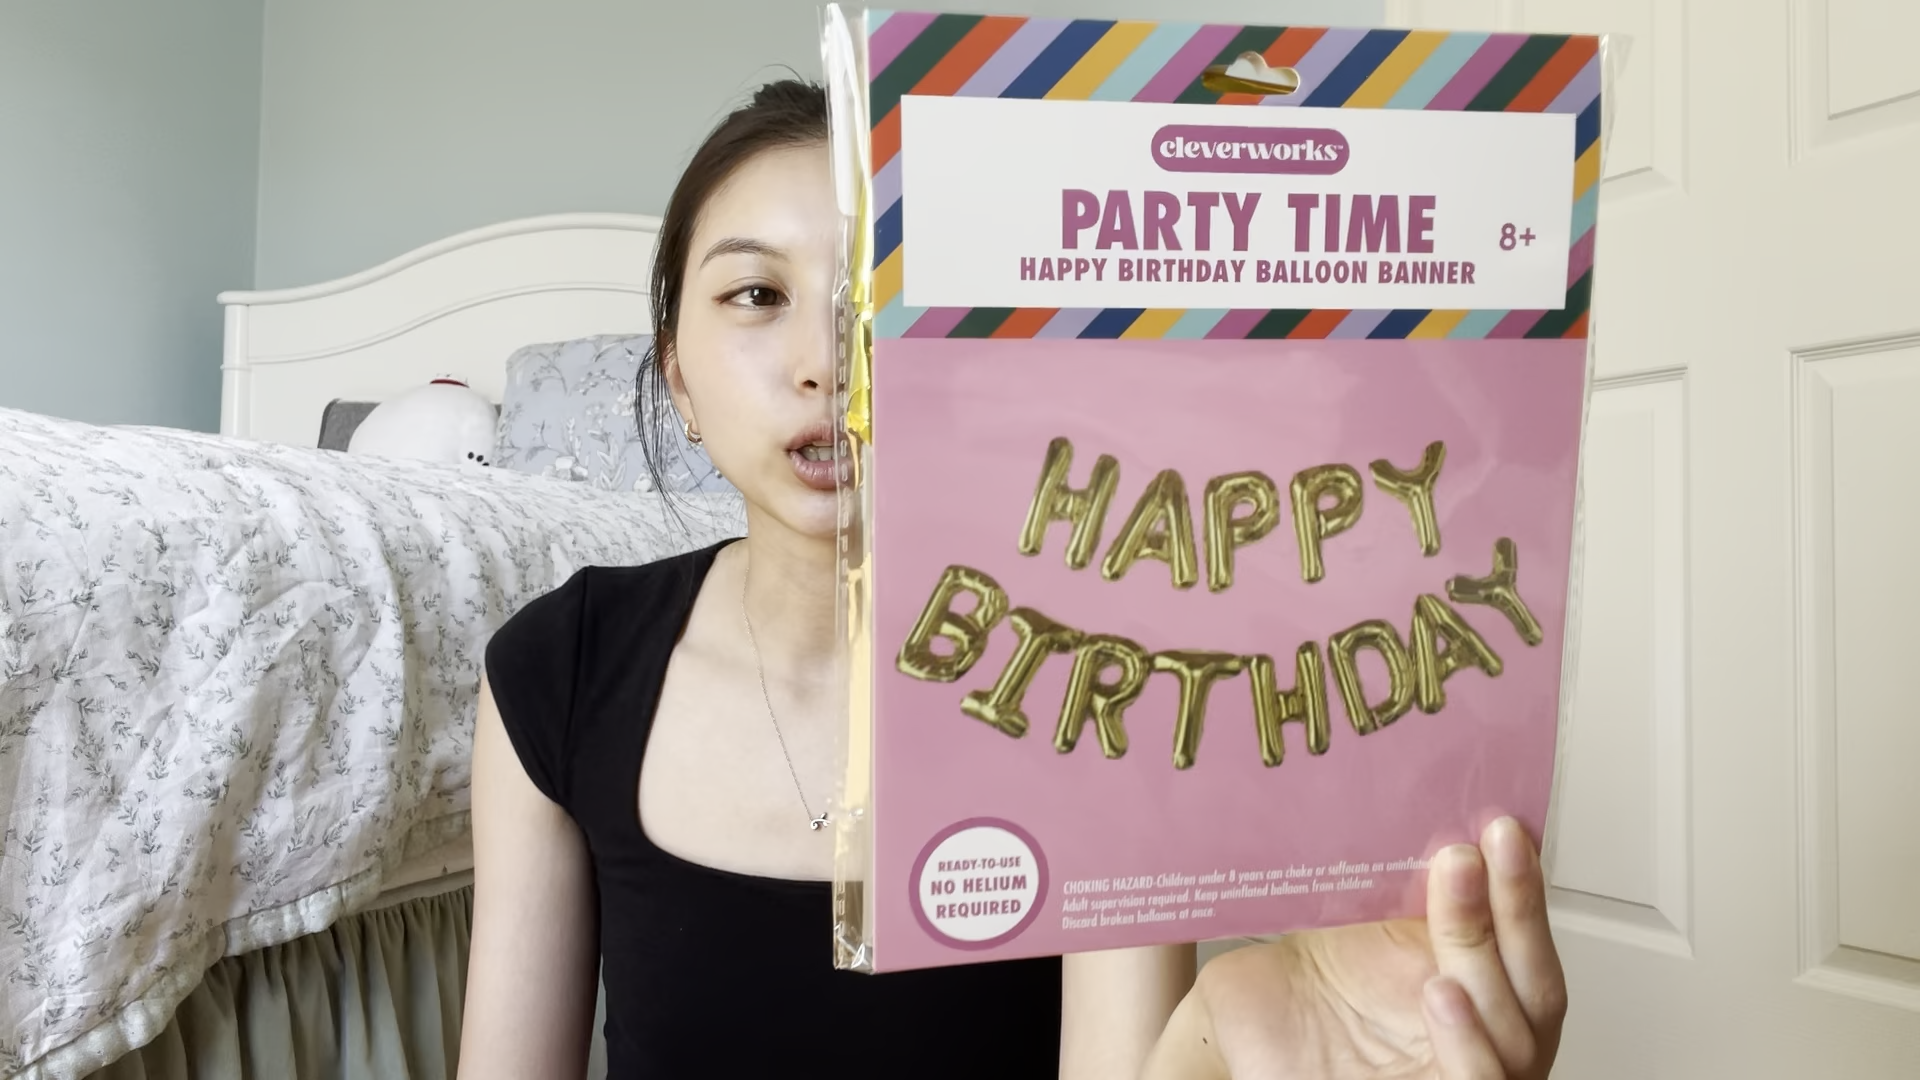 cleverworks™
PARTY TIME
8+
HAPPY BIRTHDAY BALLOON BANNER
HAPPY
BIRTHDAY
READY-TO-USE
NO HELIUM
REQUIRED
CHOKING HAZARD-Children under 8 years can choke or suffocate on uninflated
Adult supervision required. Keep uninflated balloons from children.
Discard broken balloons at once.